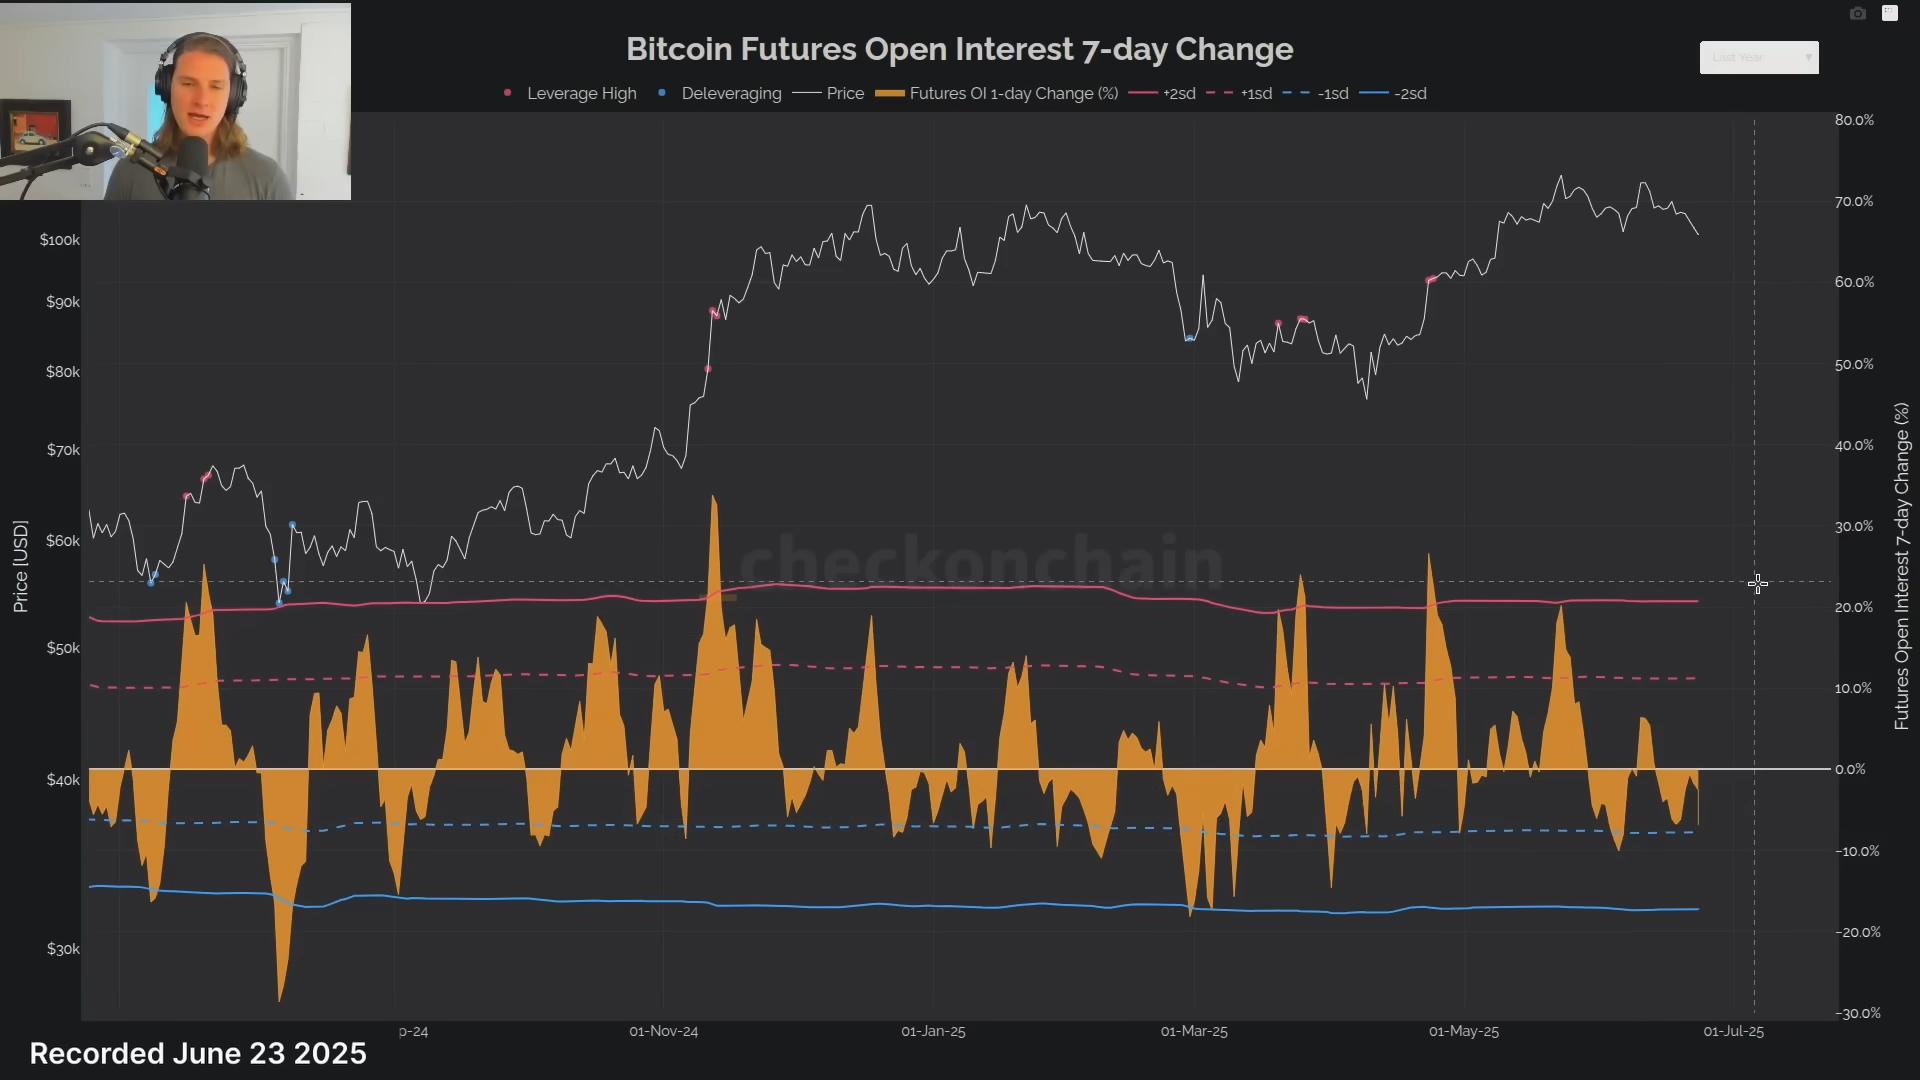 Bitcoin Futures Open Interest 7-day Change
Last Year
Leverage High Deleveraging Price Futures OI 1-day Change (%) +2sd +1sd -1sd -2sd
80.0%
70.0%
60.0%
50.0%
40.0%
30.0%
20.0%
10.0%
0.0%
−10.0%
−20.0%
−30.0%
Futures Open Interest 7-day Change (%)
$100k
$90k
$80k
$70k
$60k
$50k
$40k
$30k
Price [USD]
checkonchain
p-24 01-Nov-24 01-Jan-25 01-Mar-25 01-May-25 01-Jul-25
Recorded June 23 2025